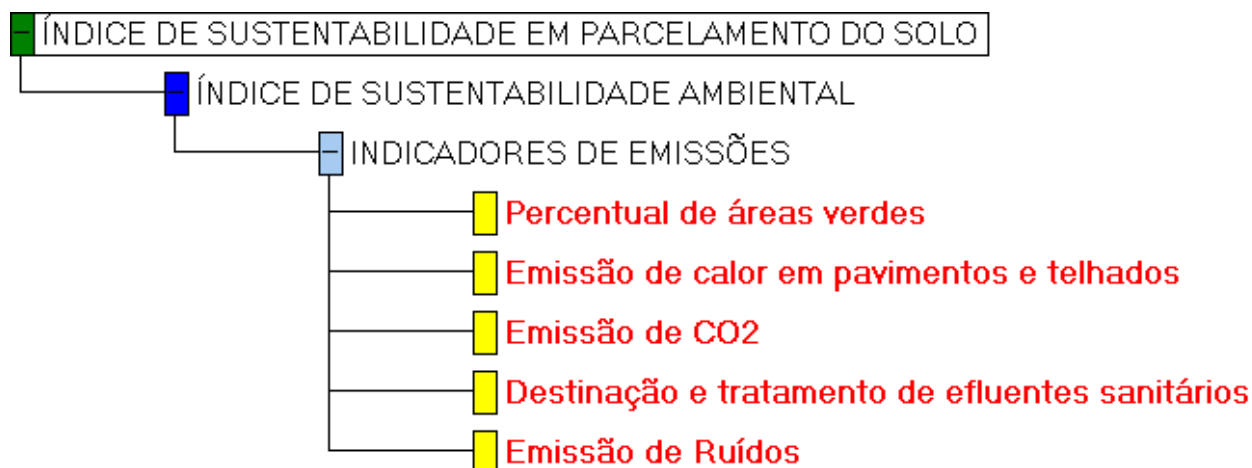 ÍNDICE DE SUSTENTABILIDADE EM PARCELAMENTO DO SOLO
ÍNDICE DE SUSTENTABILIDADE AMBIENTAL
INDICADORES DE EMISSÕES
Percentual de áreas verdes
Emissão de calor em pavimentos e telhados
Emissão de CO2
Destinação e tratamento de efluentes sanitários
Emissão de Ruídos